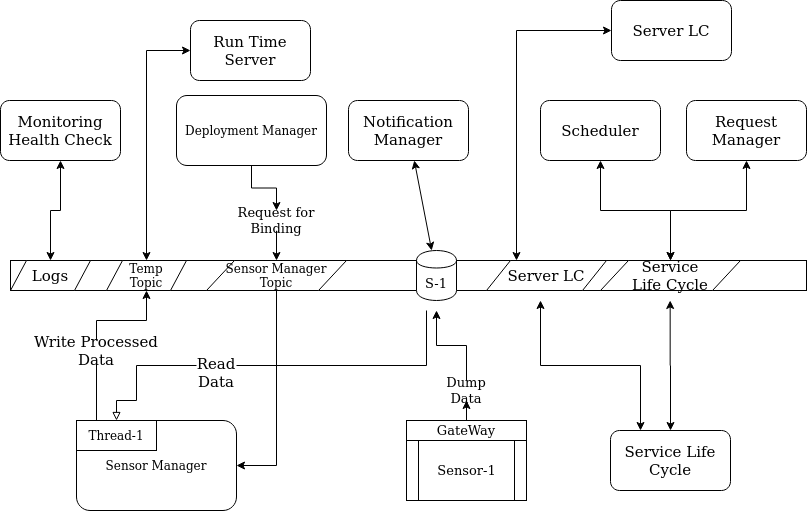 Run Time
Server
Server LC
Monitoring
Health Check
Deployment Manager
Notification
Manager
Scheduler
Request
Manager
Request for
Binding
Logs
Temp
Topic
Sensor Manager
Topic
S-1
Server LC
Service
Life Cycle
Write Processed
Data
Read
Data
Dump
Data
Thread-1
Sensor Manager
GateWay
Sensor-1
Service Life
Cycle